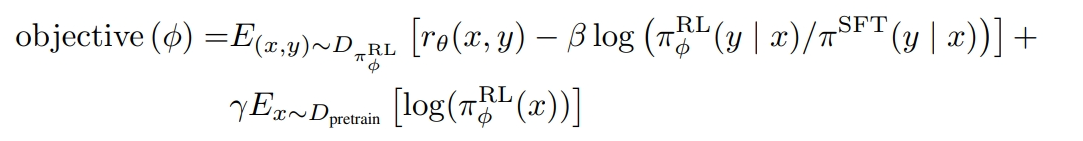 objective (ϕ) =E_{(x,y)∼D_{π_ϕ^{RL}}} [r_θ(x, y) − β log (π_ϕ^{RL}(y | x)/π^{SFT}(y | x))] +
γE_{x∼D_{pretrain}} [log(π_ϕ^{RL}(x))]